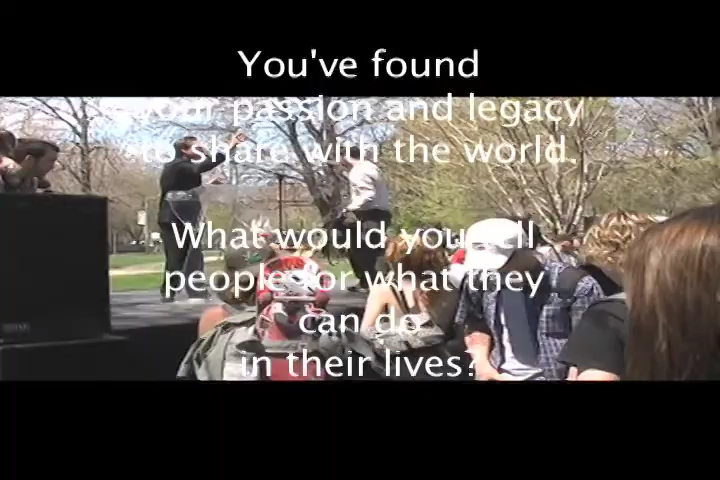 You've found
your passion and legacy
to share with the world.
What would you tell
people for what they
can do
in their lives?